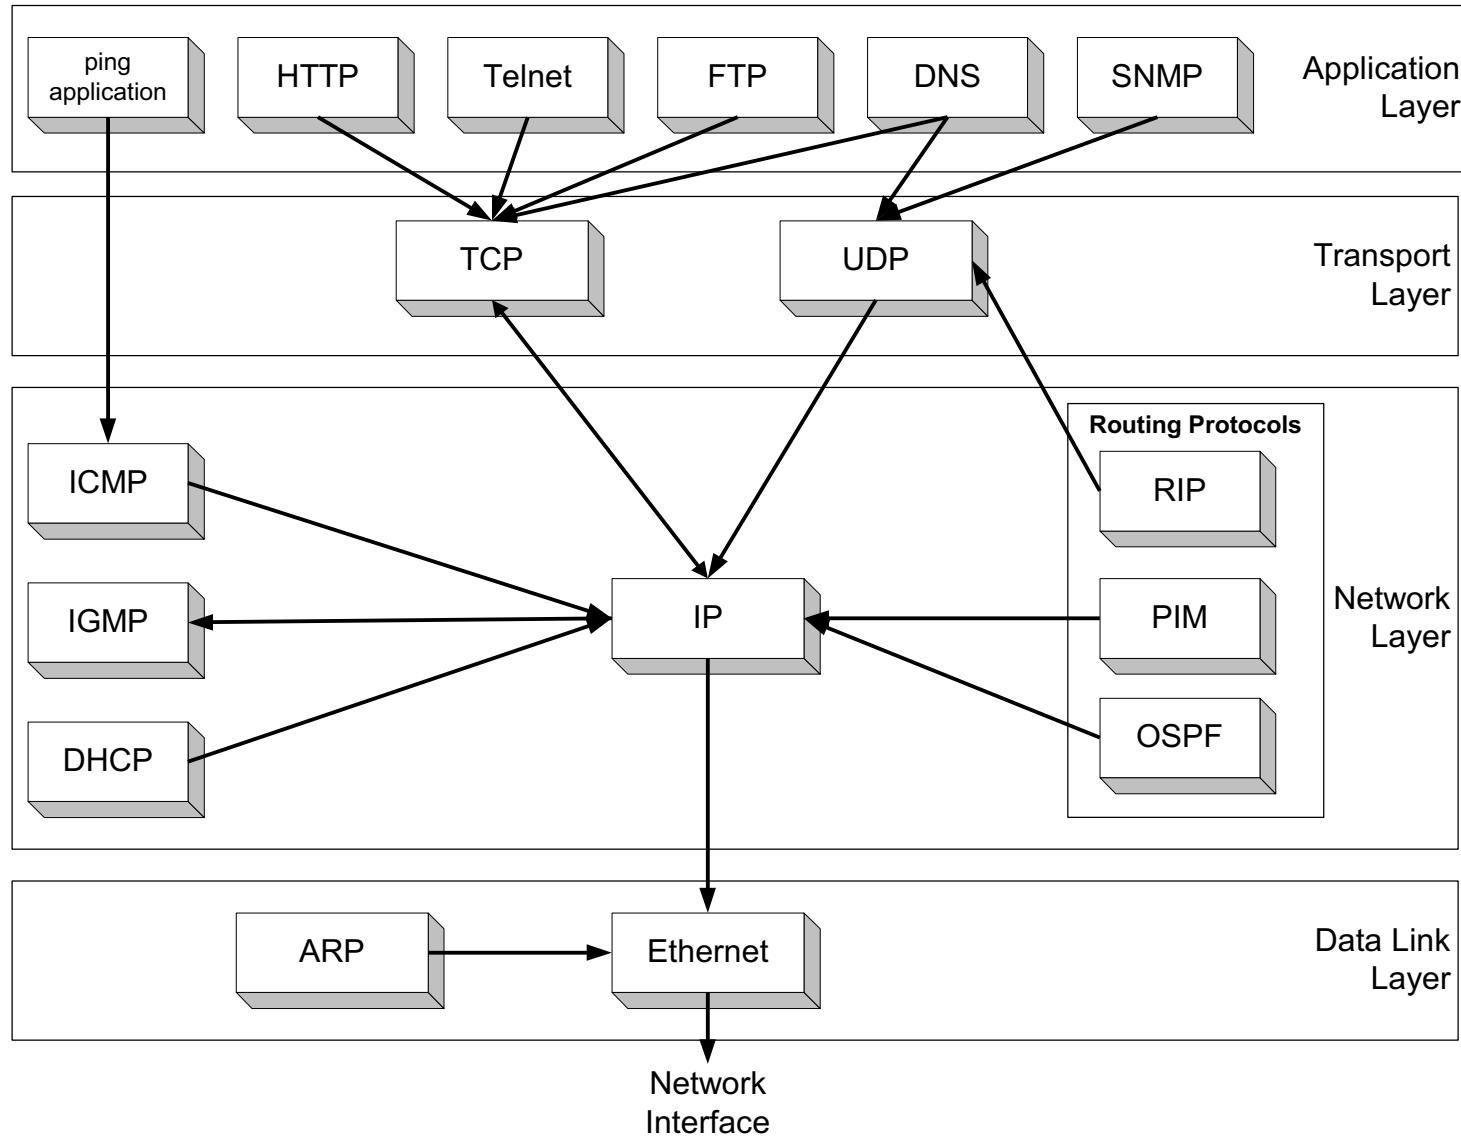 ping
application
HTTP
Telnet
FTP
DNS
SNMP
Application
Layer
TCP
UDP
Transport
Layer
Routing Protocols
ICMP
RIP
IGMP
IP
PIM
Network
Layer
DHCP
OSPF
ARP
Ethernet
Data Link
Layer
Network
Interface